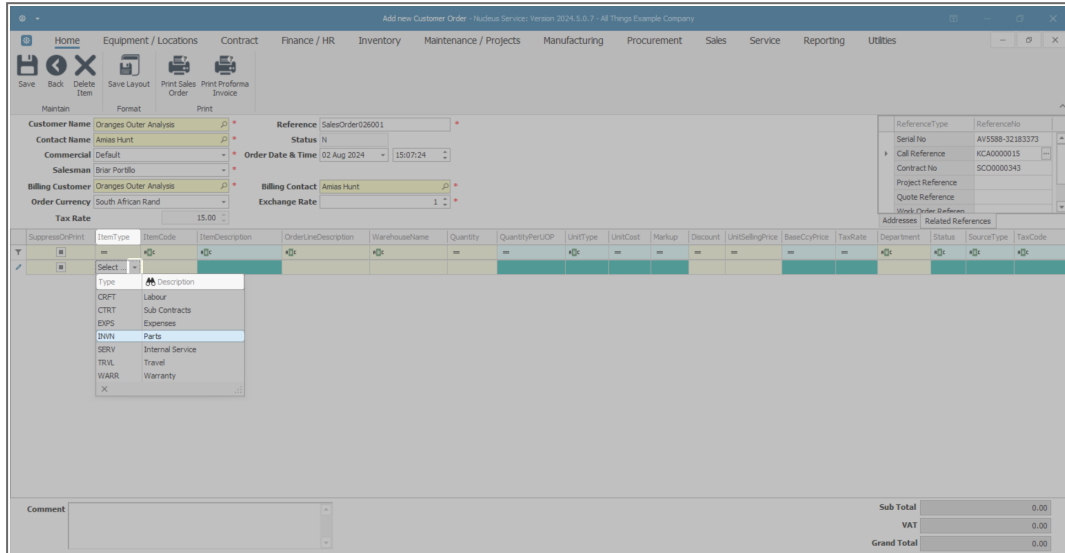 Add new Customer Order - Nucleus Service: Version 2024.5.0.7 - All Things Example Company
Home Equipment / Locations Contract Finance / HR Inventory Maintenance / Projects Manufacturing Procurement Sales Service Reporting Utilities
Save Back Delete Item Save Layout Print Sales Order Print Proforma Invoice
Maintain Format Print
Customer Name Oranges Outer Analysis * Reference SalesOrder026001 * ReferenceType ReferenceNo
Contact Name Amias Hunt * Status N Serial No AVS588-32183373
Commercial Default * Order Date & Time 02 Aug 2024 15:07:24 Call Reference KCA0000015 ...
Salesman Briar Portillo * Contract No SCO0000343
Billing Customer Oranges Outer Analysis * Billing Contact Amias Hunt * Project Reference
Order Currency South African Rand Exchange Rate 1 * Quote Reference
Tax Rate 15.00 Work Order Referen
Addresses Related References
SuppressOnPrint ItemType ItemCode ItemDescription OrderLineDescription WarehouseName Quantity QuantityPerUOP UnitType UnitCost Markup Discount UnitSellingPrice BaseCcyPrice TaxRate Department Status SourceType TaxCode
Select ...
Type Description
CRFT Labour
CTRT Sub Contracts
EXPS Expenses
INVN Parts
SERV Internal Service
TRVL Travel
WARR Warranty
Comment Sub Total 0.00
VAT 0.00
Grand Total 0.00